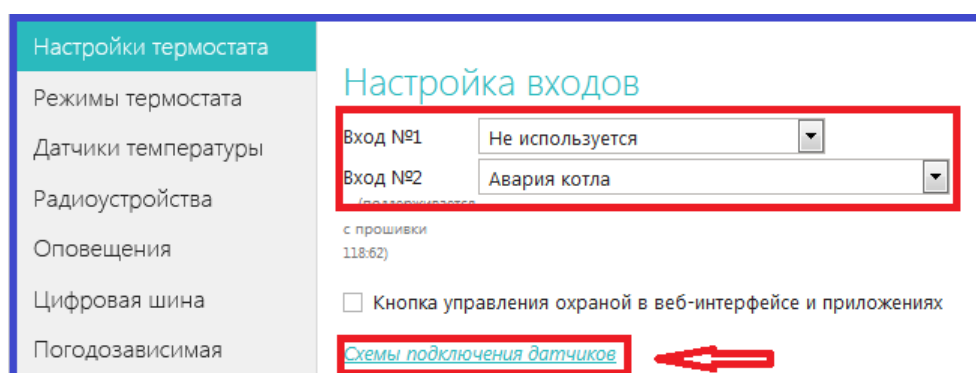 Настройки термостата
Режимы термостата
Датчики температуры
Радиоустройства
Оповещения
Цифровая шина
Погодозависимая
Настройка входов
Вход №1 Не используется
Вход №2 Авария котла
(поддерживается
с прошивки
118:62)
Кнопка управления охраной в веб-интерфейсе и приложениях
Схемы подключения датчиков